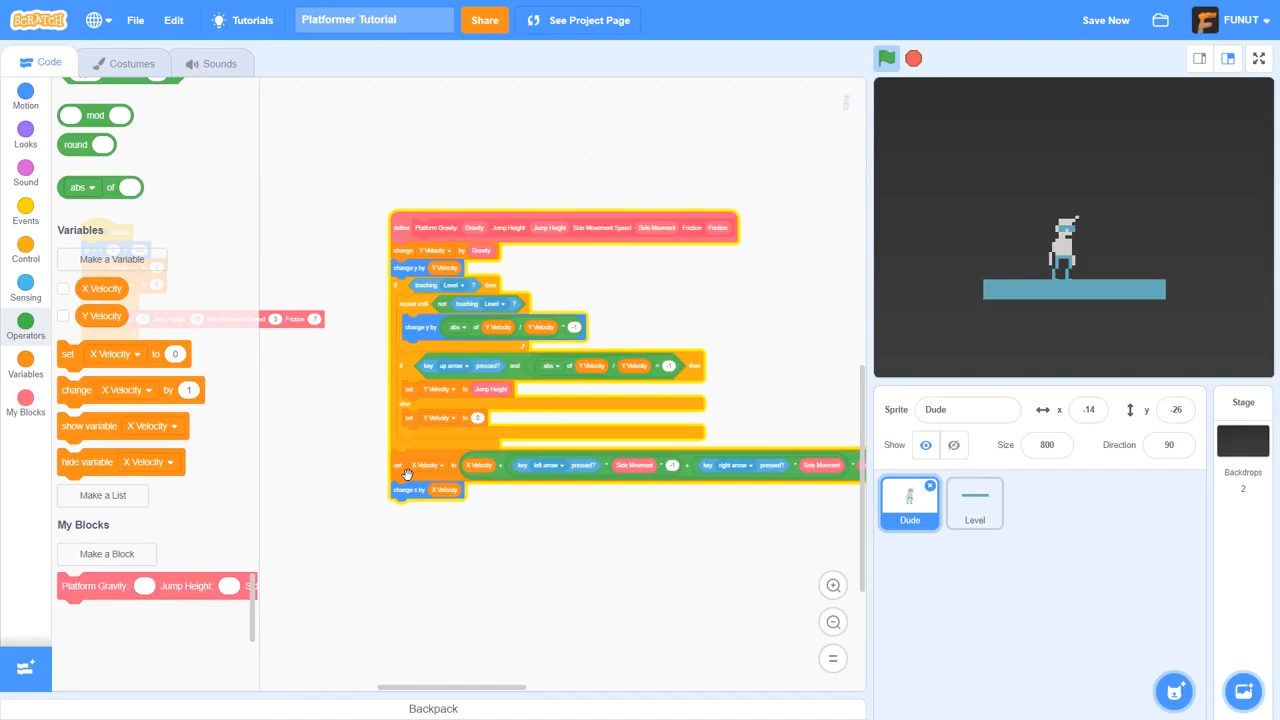 SCRATCH File Edit Tutorials Platformer Tutorial Share See Project Page Save Now FUNUT
Code Costumes Sounds
Motion
Looks
Sound
Events
Control
Sensing
Operators
Variables
My Blocks
mod
round
abs of
Variables
Make a Variable
X Velocity
Y Velocity
set X Velocity to 0
change X Velocity by 1
show variable X Velocity
hide variable X Velocity
Make a List
My Blocks
Make a Block
Platform Gravity: Jump Height:
Jump Height: Side Movement Speed 3 Friction 7
define Platform Gravity: Gravity Jump Height: Jump Height Side Movement Speed Side Movement Friction Friction
change Y Velocity by Gravity
change y by Y Velocity
if touching Level ? then
repeat until not touching Level ?
change y by abs of Y Velocity / Y Velocity * -1
if key up arrow pressed? and abs of Y Velocity / Y Velocity = -1 then
set Y Velocity to Jump Height
else
set Y Velocity to 0
set X Velocity to X Velocity + key left arrow pressed? * Side Movement * -1 + key right arrow pressed? * Side Movement *
change x by X Velocity
Backpack
Sprite Dude x -14 y -26
Show Size 800 Direction 90
Dude
Level
Stage
Backdrops
2